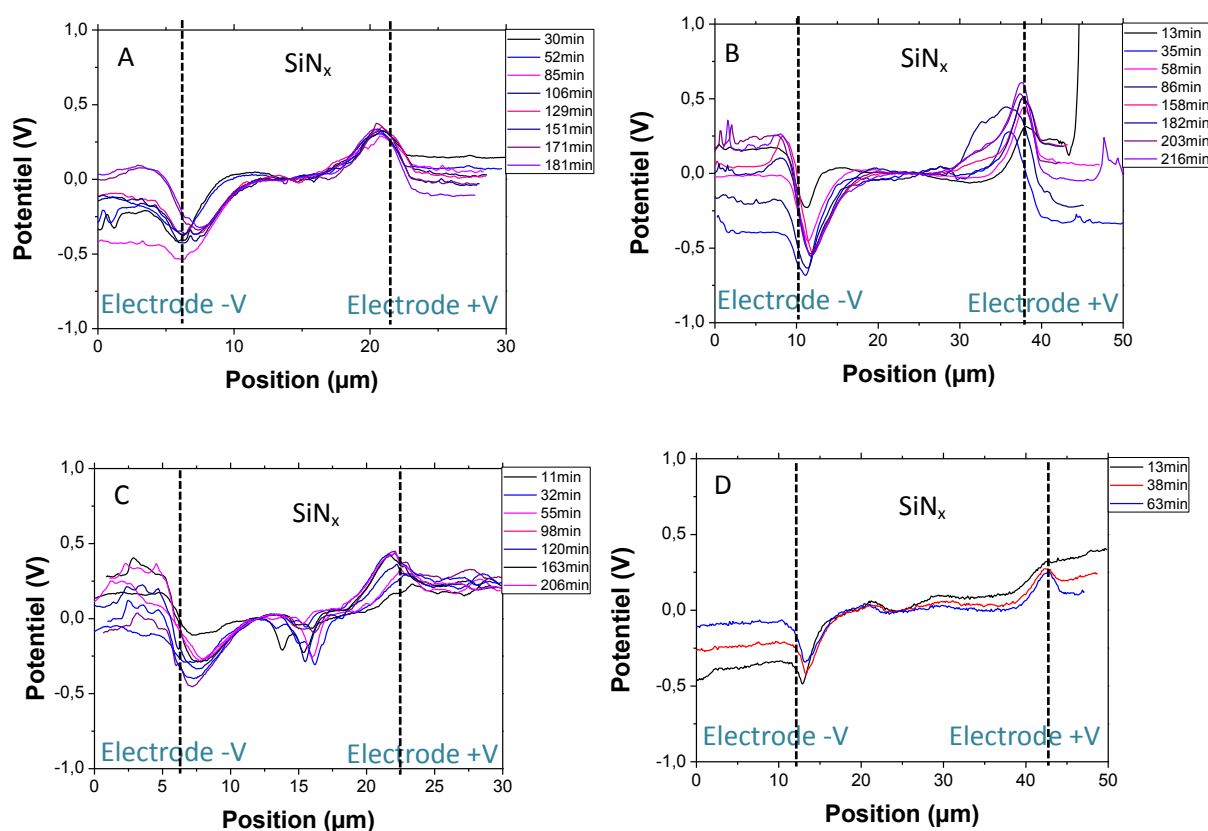 A
SiNₓ
1,0
0,5
0,0
-0,5
-1,0
Potentiel (V)
Electrode -V
Electrode +V
0
5
10
15
20
25
30
Position (µm)
30min
52min
85min
106min
129min
151min
171min
181min
B
SiNₓ
1,0
0,5
0,0
-0,5
-1,0
Potentiel (V)
Electrode -V
Electrode +V
0
10
20
30
40
50
Position (µm)
13min
35min
58min
86min
158min
182min
203min
216min
C
SiNₓ
1,0
0,5
0,0
-0,5
-1,0
Potentiel (V)
Electrode -V
Electrode +V
0
5
10
15
20
25
30
Position (µm)
11min
32min
55min
98min
120min
163min
206min
D
SiNₓ
1,0
0,5
0,0
-0,5
-1,0
Potentiel (V)
Electrode -V
Electrode +V
0
10
20
30
40
50
Position (µm)
13min
38min
63min